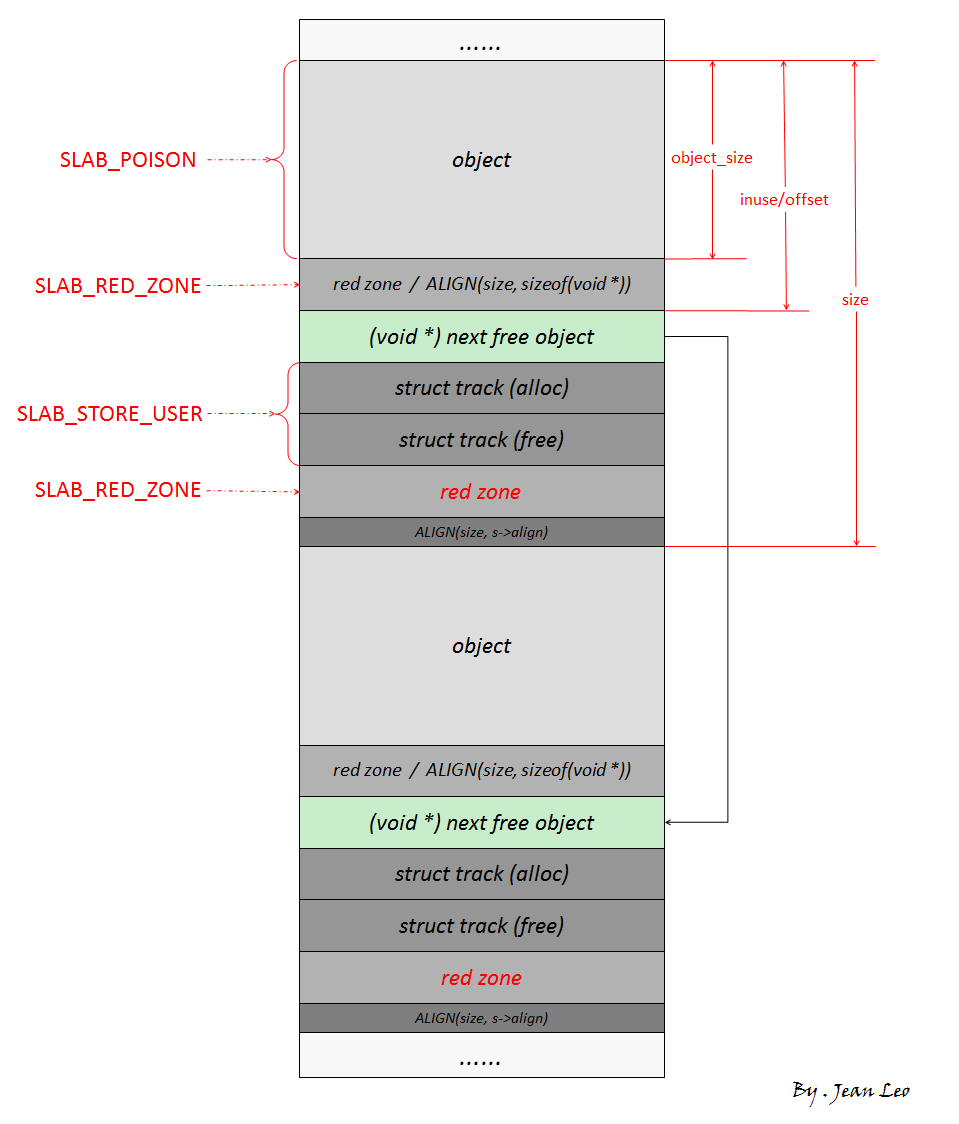 ......
SLAB_POISON
object
object_size
inuse/offset
SLAB_RED_ZONE
red zone / ALIGN(size, sizeof(void *))
size
(void *) next free object
struct track (alloc)
SLAB_STORE_USER
struct track (free)
SLAB_RED_ZONE
red zone
ALIGN(size, s->align)
object
red zone / ALIGN(size, sizeof(void *))
(void *) next free object
struct track (alloc)
struct track (free)
red zone
ALIGN(size, s->align)
......
By . Jean Leo